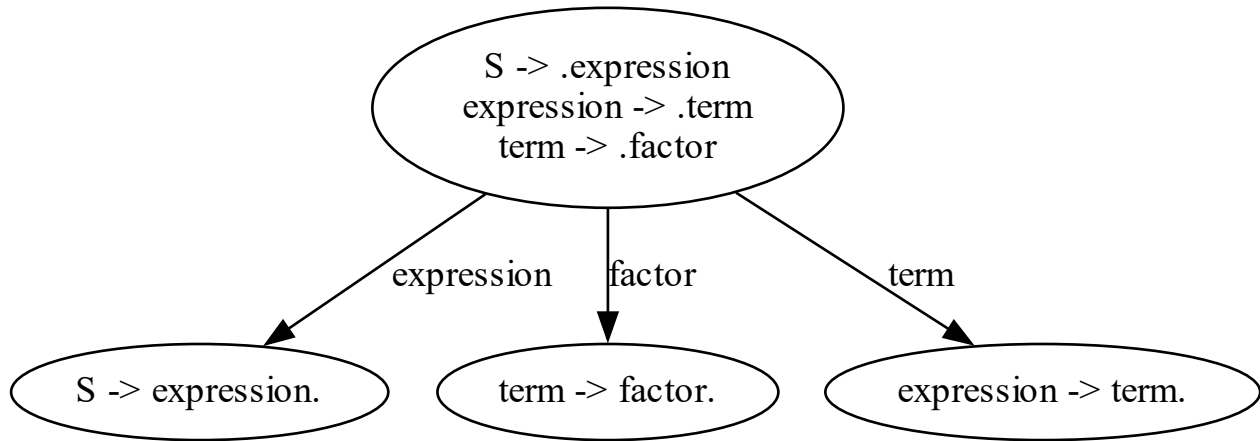 S -> .expression
expression -> .term
term -> .factor
expression
factor
term
S -> expression.
term -> factor.
expression -> term.